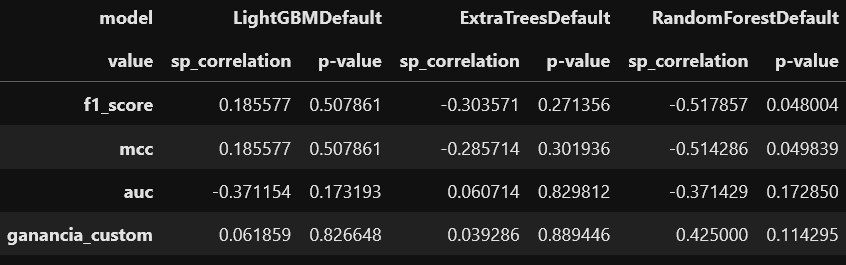 model LightGBMDefault ExtraTreesDefault RandomForestDefault
value sp_correlation p-value sp_correlation p-value sp_correlation p-value
f1_score 0.185577 0.507861 -0.303571 0.271356 -0.517857 0.048004
mcc 0.185577 0.507861 -0.285714 0.301936 -0.514286 0.049839
auc -0.371154 0.173193 0.060714 0.829812 -0.371429 0.172850
ganancia_custom 0.061859 0.826648 0.039286 0.889446 0.425000 0.114295